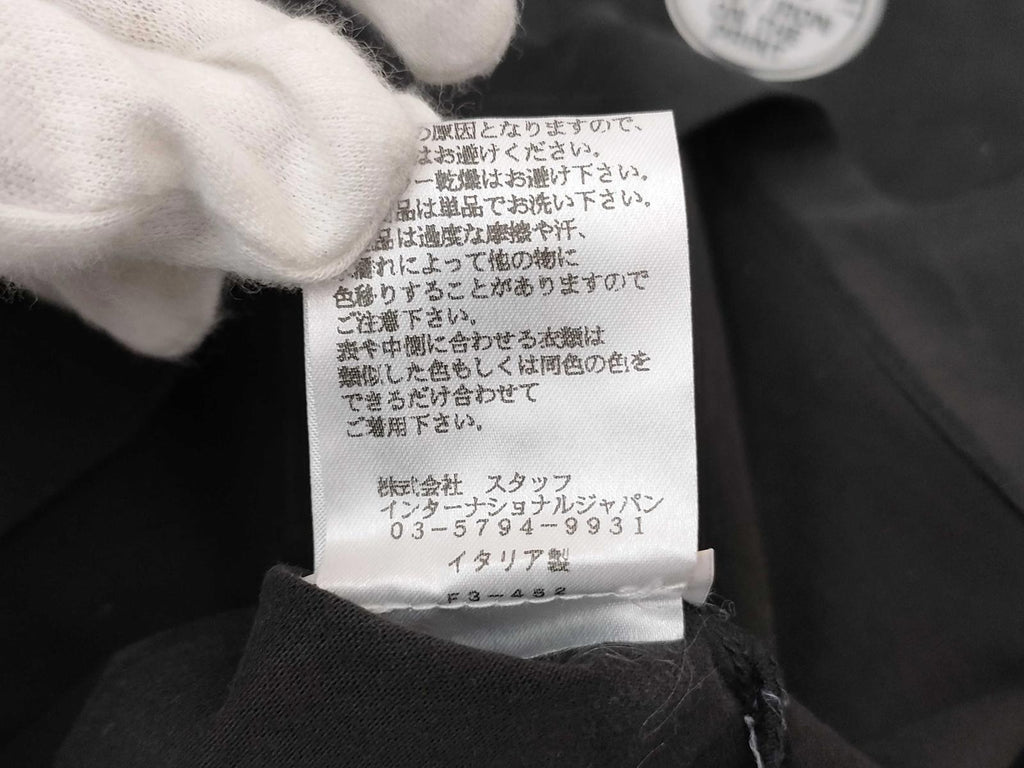 IRON
ON THE
PRINT
原因となりますので、
はお避けください。
ー乾燥はお避け下さい。
品は単品でお洗い下さい。
品は過度な摩擦や汗、
濡れによって他の物に
色移りすることがありますので
ご注意下さい。
表や中側に合わせる衣類は
類似した色もしくは同色の色を
できるだけ合わせて
ご着用下さい。
株式会社 スタッフ
インターナショナルジャパン
03-5794-9931
イタリア製
F3-482